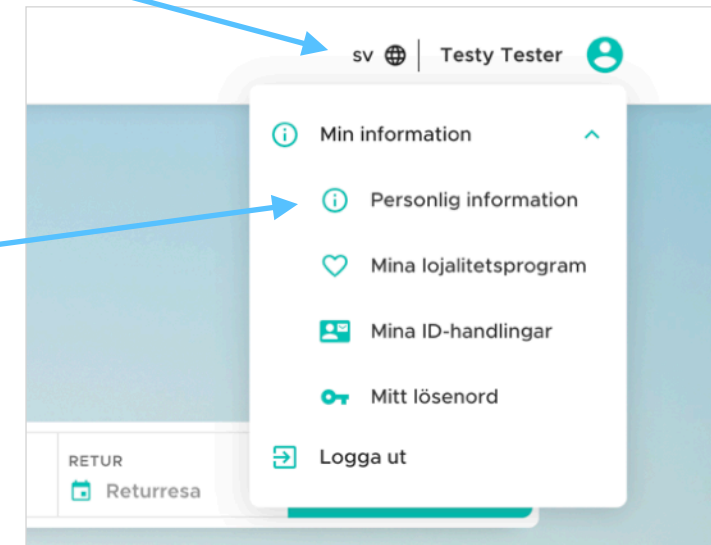 sv | Testy Tester
Min information
Personlig information
Mina lojalitetsprogram
Mina ID-handlingar
Mitt lösenord
Logga ut
RETUR
Returresa